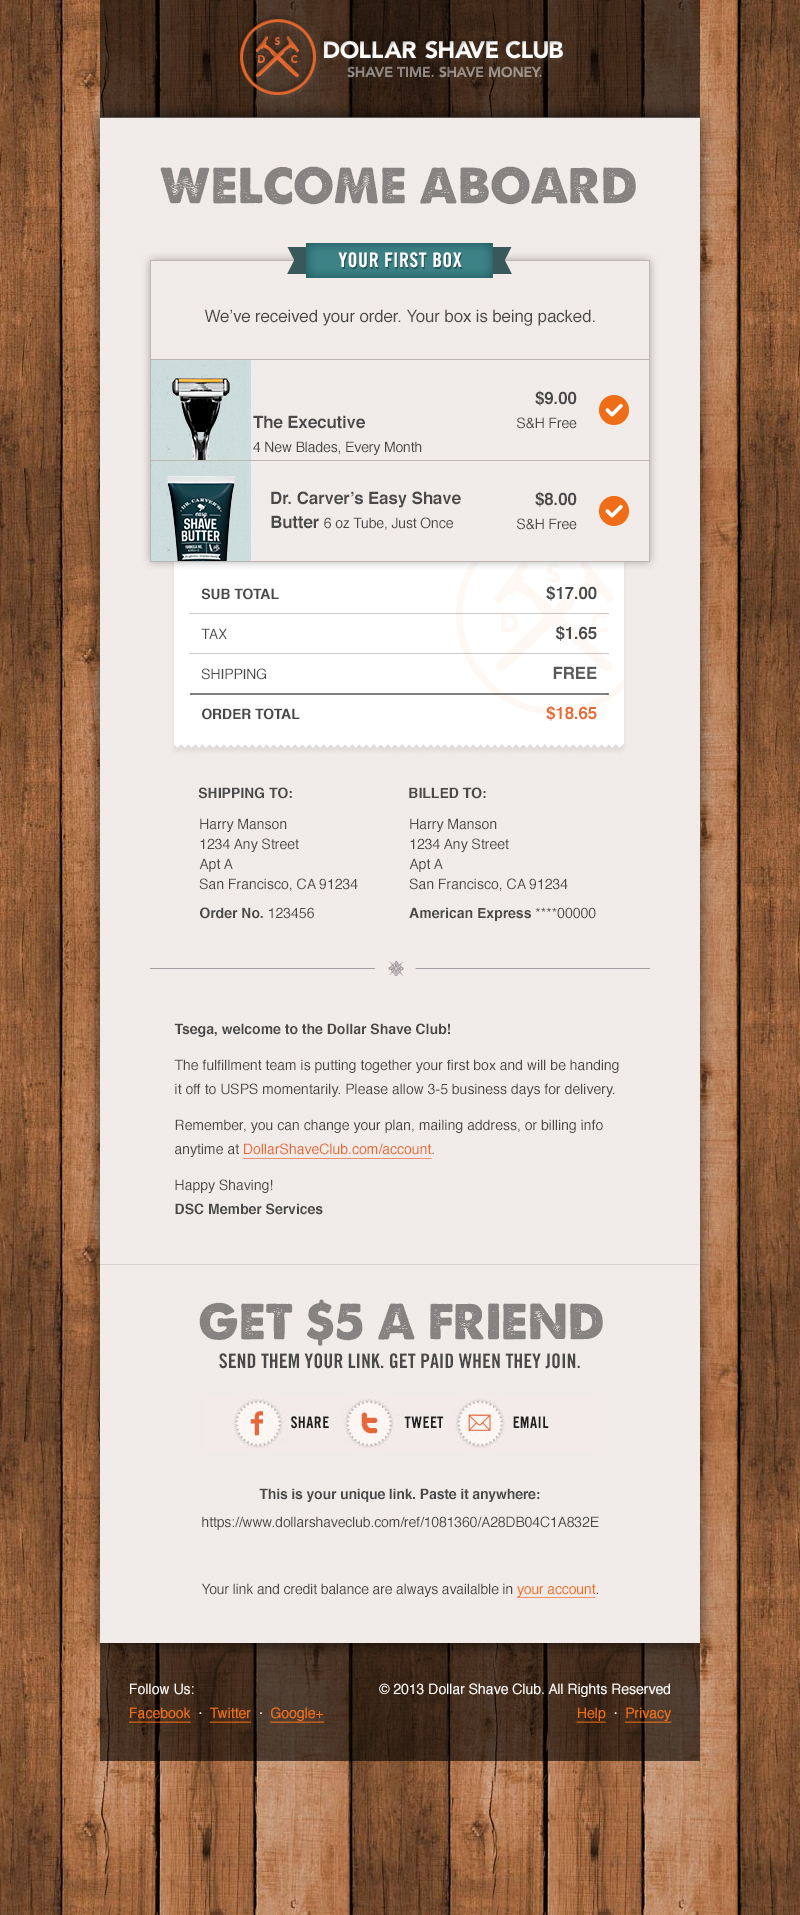 S
D C
DOLLAR SHAVE CLUB
SHAVE TIME. SHAVE MONEY.
WELCOME ABOARD
YOUR FIRST BOX
We've received your order. Your box is being packed.
The Executive
4 New Blades, Every Month
$9.00
S&H Free
DR. CARVER'S
easy
SHAVE
BUTTER
Dr. Carver's Easy Shave
Butter 6 oz Tube, Just Once
$8.00
S&H Free
SUB TOTAL $17.00
TAX $1.65
SHIPPING FREE
ORDER TOTAL $18.65
SHIPPING TO:
Harry Manson
1234 Any Street
Apt A
San Francisco, CA 91234
Order No. 123456
BILLED TO:
Harry Manson
1234 Any Street
Apt A
San Francisco, CA 91234
American Express ****00000
Tsega, welcome to the Dollar Shave Club!
The fulfillment team is putting together your first box and will be handing
it off to USPS momentarily. Please allow 3-5 business days for delivery.
Remember, you can change your plan, mailing address, or billing info
anytime at DollarShaveClub.com/account.
Happy Shaving!
DSC Member Services
GET $5 A FRIEND
SEND THEM YOUR LINK. GET PAID WHEN THEY JOIN.
SHARE TWEET EMAIL
This is your unique link. Paste it anywhere:
https://www.dollarshaveclub.com/ref/1081360/A28DB04C1A832E
Your link and credit balance are always availalble in your account.
Follow Us:
Facebook · Twitter · Google+
© 2013 Dollar Shave Club. All Rights Reserved
Help · Privacy